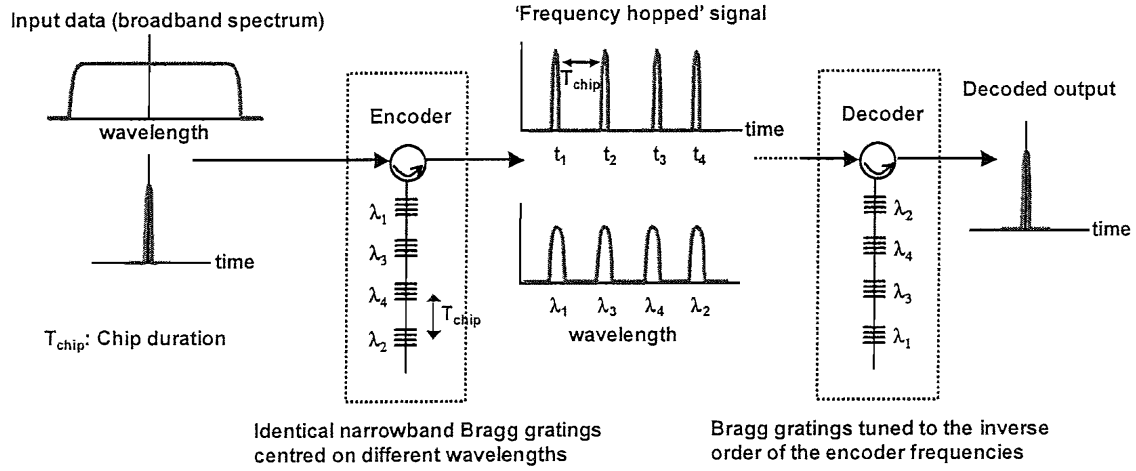 Input data (broadband spectrum)
wavelength
time
T_chip: Chip duration
Encoder
λ1
λ3
λ4
T_chip
λ2
Identical narrowband Bragg gratings
centred on different wavelengths
'Frequency hopped' signal
T_chip
time
t1 t2 t3 t4
λ1 λ3 λ4 λ2
wavelength
Decoder
λ2
λ4
λ3
λ1
Bragg gratings tuned to the inverse
order of the encoder frequencies
Decoded output
time